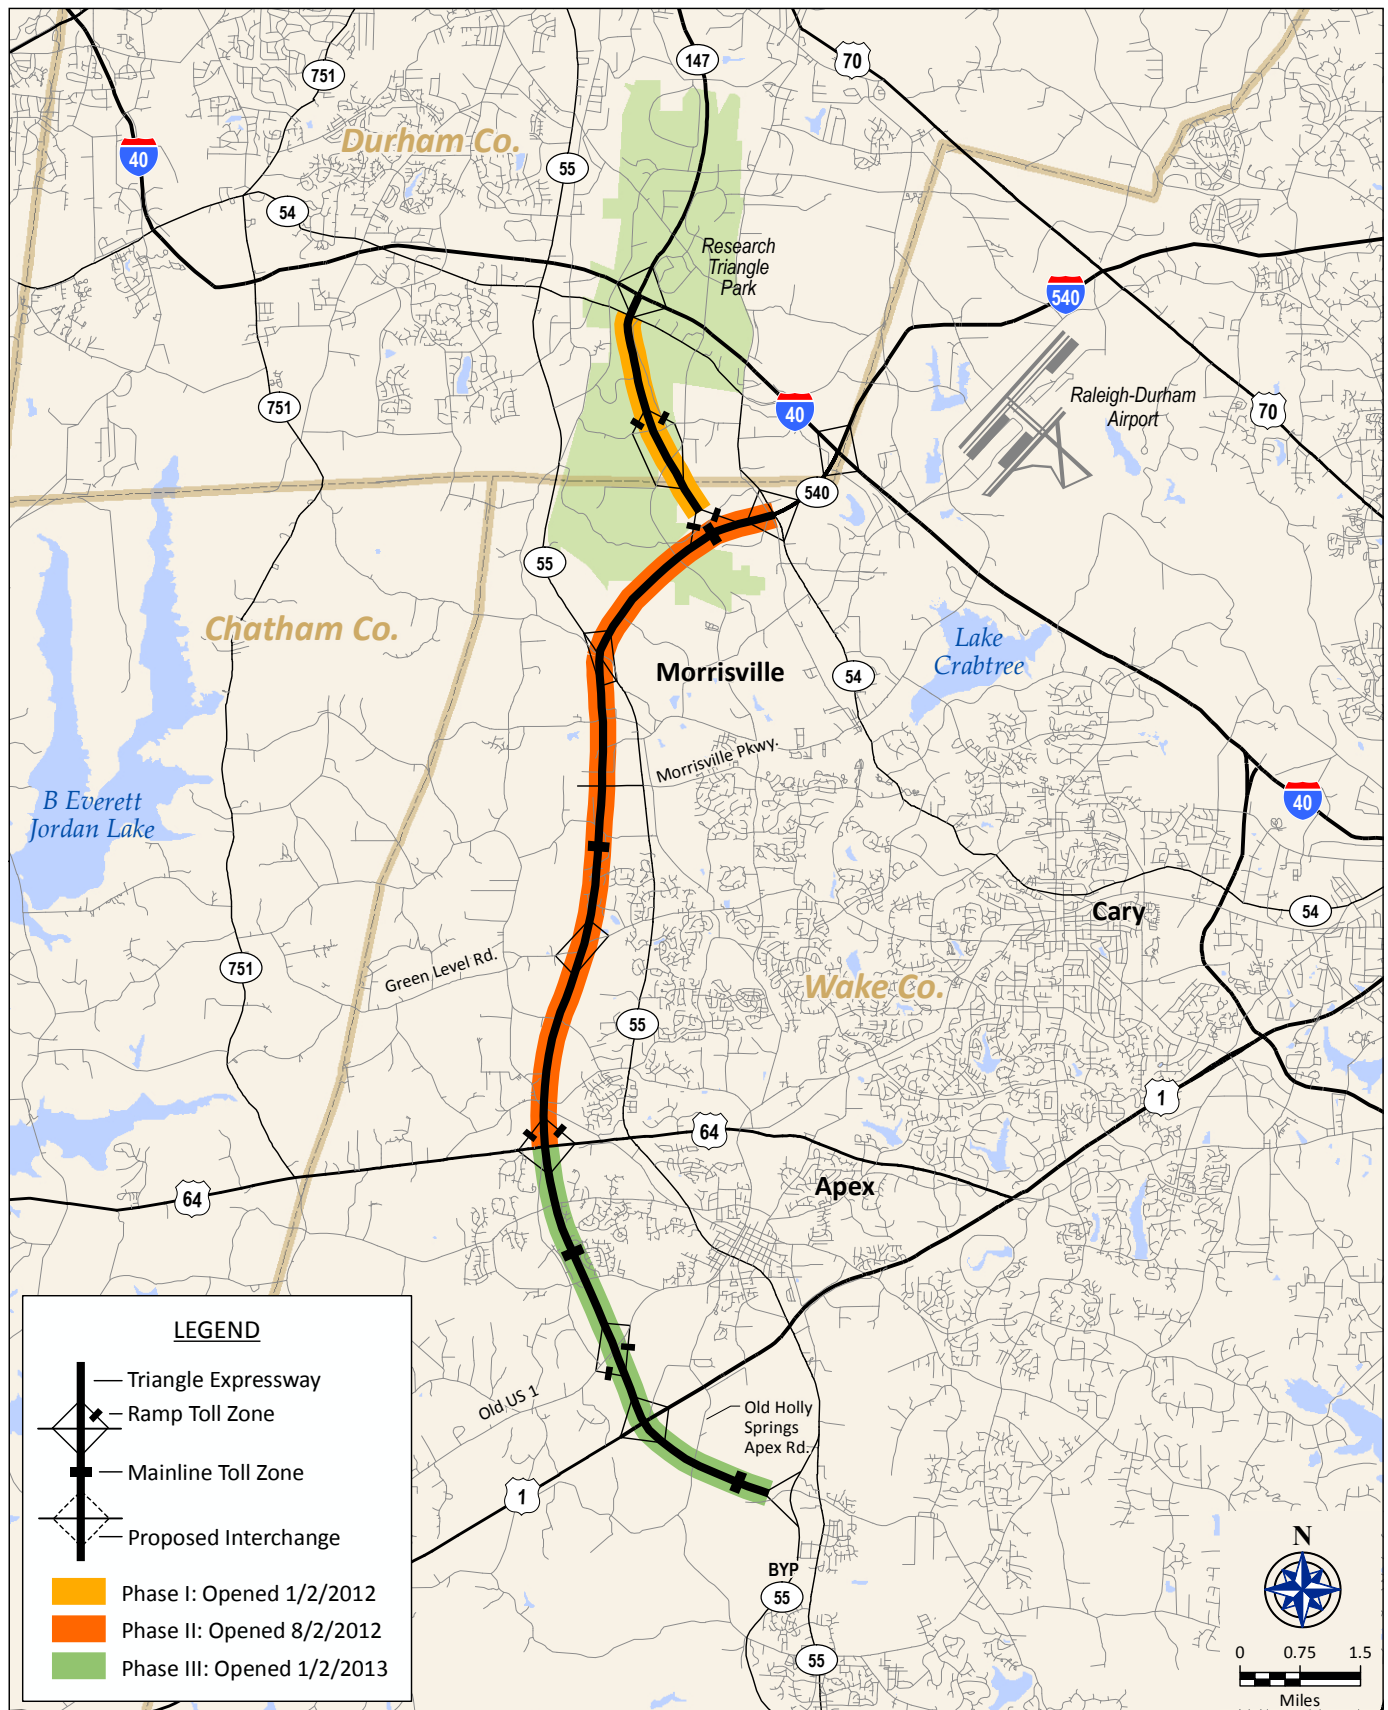 147
70
751
Durham Co.
40
55
54
Research
Triangle
Park
540
Raleigh-Durham
Airport
751
40
70
540
55
Chatham Co.
Lake
Crabtree
Morrisville
54
Morrisville Pkwy.
B Everett
Jordan Lake
40
Cary
54
751
Green Level Rd.
Wake Co.
55
1
64
64
Apex
Old US 1
Old Holly
Springs
Apex Rd.
1
BYP
55
55
LEGEND
Triangle Expressway
Ramp Toll Zone
Mainline Toll Zone
Proposed Interchange
Phase I: Opened 1/2/2012
Phase II: Opened 8/2/2012
Phase III: Opened 1/2/2013
N
0 0.75 1.5
Miles